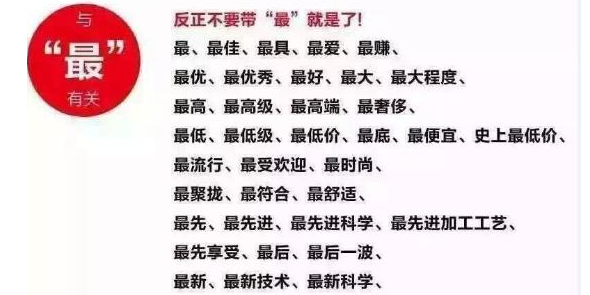 与
“最”
有关
反正不要带“最”就是了!
最、最佳、最具、最爱、最赚、
最优、最优秀、最好、最大、最大程度、
最高、最高级、最高端、最奢侈、
最低、最低级、最低价、最底、最便宜、史上最低价、
最流行、最受欢迎、最时尚、
最聚拢、最符合、最舒适、
最先、最先进、最先进科学、最先进加工工艺、
最先享受、最后、最后一波、
最新、最新技术、最新科学、